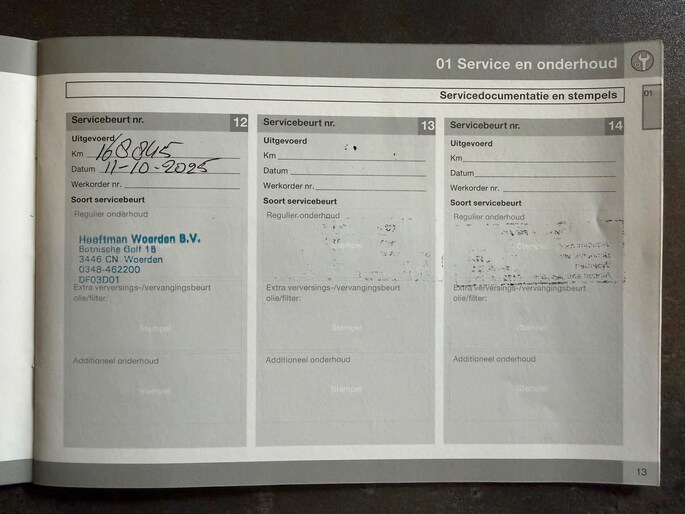 01 Service en onderhoud
Servicedocumentatie en stempels
01
Servicebeurt nr. 12
Uitgevoerd
Km 168845
Datum 11-10-2025
Werkorder nr.
Soort servicebeurt
Regulier onderhoud
Hooftman Woerden B.V.
Botnische Golf 18
3446 CN Woerden
0348-462200
DF03D01
Extra verversings-/vervangingsbeurt
olie/filter:
Stempel
Additioneel onderhoud
Stempel
Servicebeurt nr. 13
Uitgevoerd
Km
Datum
Werkorder nr.
Soort servicebeurt
Regulier onderhoud
Stempel
Extra verversings-/vervangingsbeurt
olie/filter:
Stempel
Additioneel onderhoud
Stempel
Servicebeurt nr. 14
Uitgevoerd
Km
Datum
Werkorder nr.
Soort servicebeurt
Regulier onderhoud
Stempel
Extra verversings-/vervangingsbeurt
olie/filter:
Stempel
Additioneel onderhoud
Stempel
13